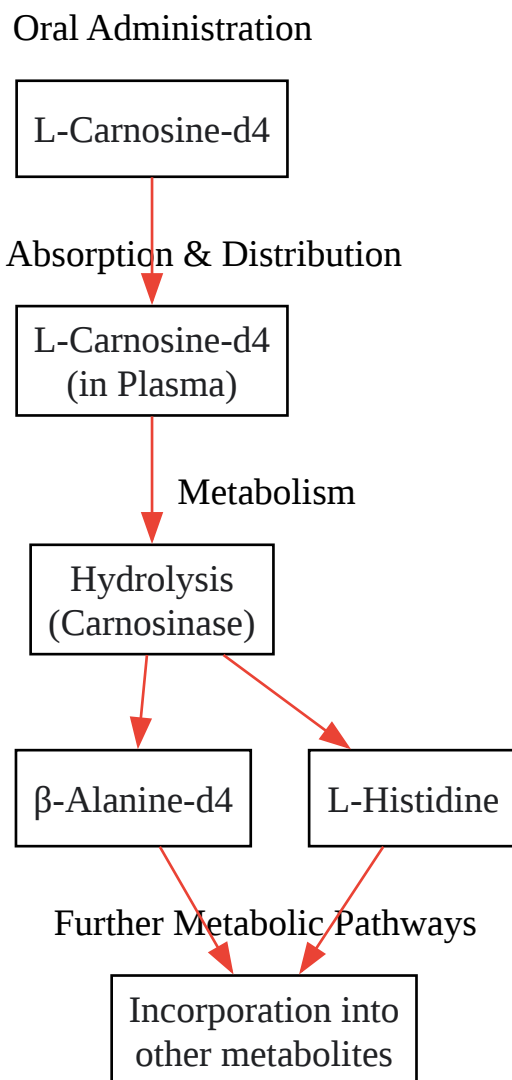 Oral Administration
L-Carnosine-d4
Absorption & Distribution
L-Carnosine-d4
(in Plasma)
Metabolism
Hydrolysis
(Carnosinase)
β-Alanine-d4
L-Histidine
Further Metabolic Pathways
Incorporation into
other metabolites